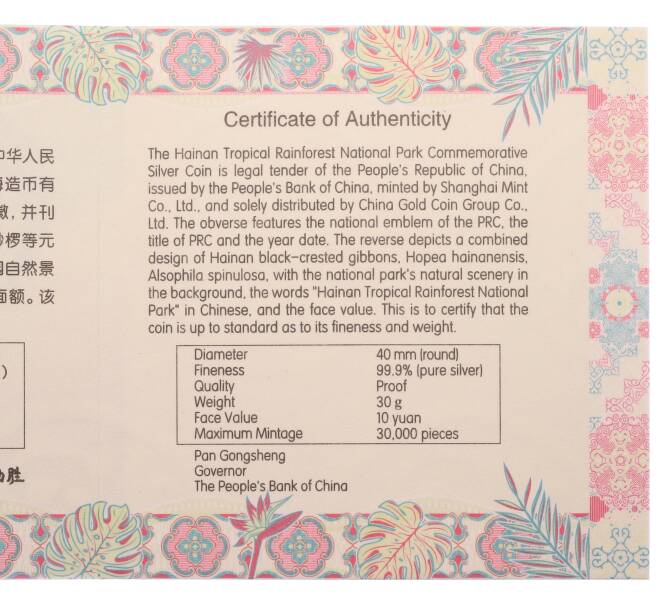 中华人民
海造币有
徽, 并刊
沙椤等元
园自然景
面额。该
)
胜
Certificate of Authenticity
The Hainan Tropical Rainforest National Park Commemorative
Silver Coin is legal tender of the People's Republic of China,
issued by the People's Bank of China, minted by Shanghai Mint
Co., Ltd., and solely distributed by China Gold Coin Group Co.,
Ltd. The obverse features the national emblem of the PRC, the
title of PRC and the year date. The reverse depicts a combined
design of Hainan black-crested gibbons, Hopea hainanensis,
Alsophila spinulosa, with the national park's natural scenery in
the background, the words "Hainan Tropical Rainforest National
Park" in Chinese, and the face value. This is to certify that the
coin is up to standard as to its fineness and weight.
Diameter 40 mm (round)
Fineness 99.9% (pure silver)
Quality Proof
Weight 30 g
Face Value 10 yuan
Maximum Mintage 30,000 pieces
Pan Gongsheng
Governor
The People's Bank of China